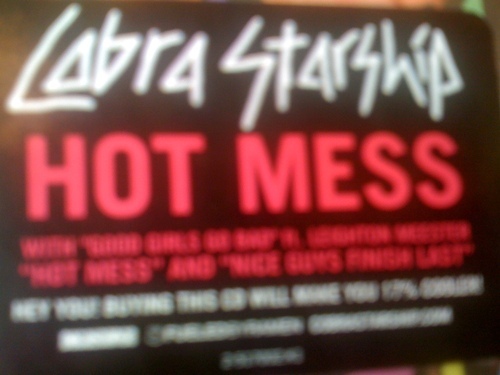 Cobra Starship
HOT MESS
WITH "GOOD GIRLS GO BAD" ft. LEIGHTON MEESTER
"HOT MESS" AND "NICE GUYS FINISH LAST"
HEY YOU! BUYING THIS CD WILL MAKE YOU 17% COOLER!